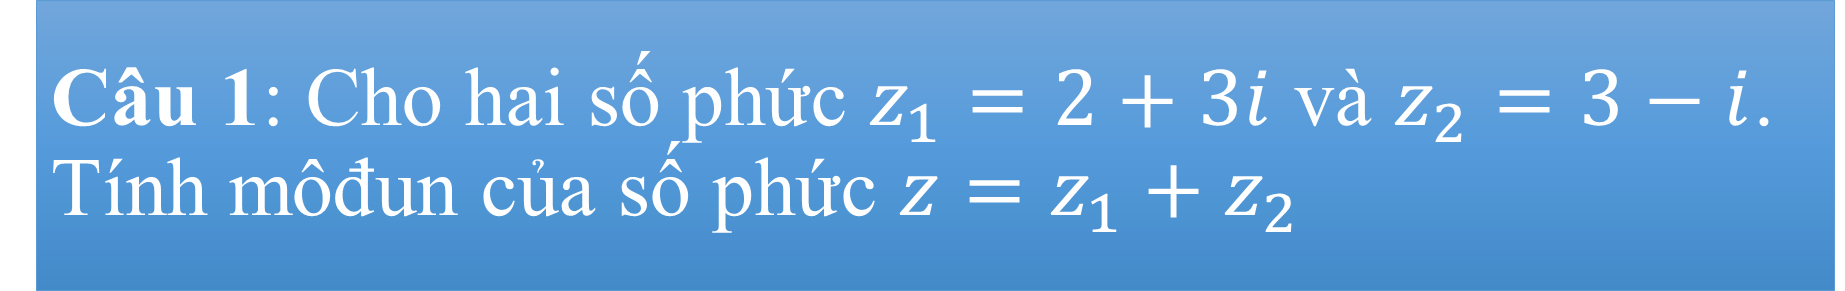 Câu 1: Cho hai số phức z₁ = 2 + 3i và z₂ = 3 − i.
Tính môđun của số phức z = z₁ + z₂